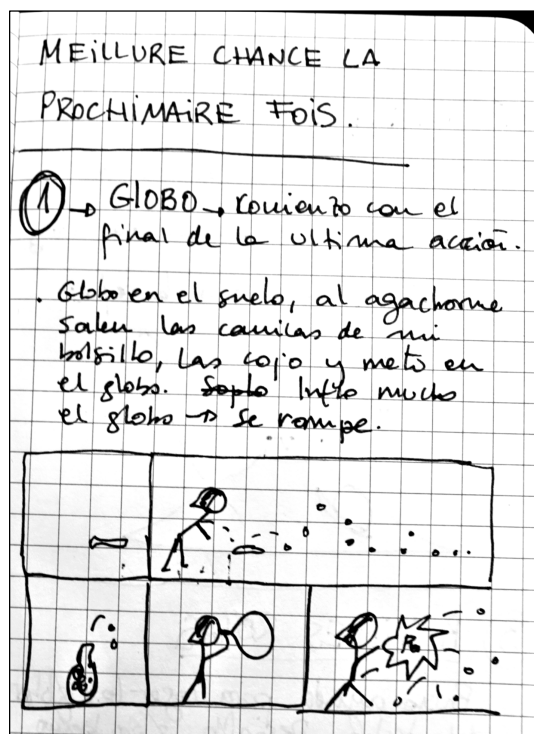 MEiLLURE CHANCE LA
PROCHiMAiRE FOiS.
1 → GlOBO → Comienzo con el
final de la ultima acción.
. Globo en el suelo, al agacharme
salen las canicas de mi
bolsillo, las cojo y meto en
el globo. Soplo Inflo mucho
el globo → se rompe.